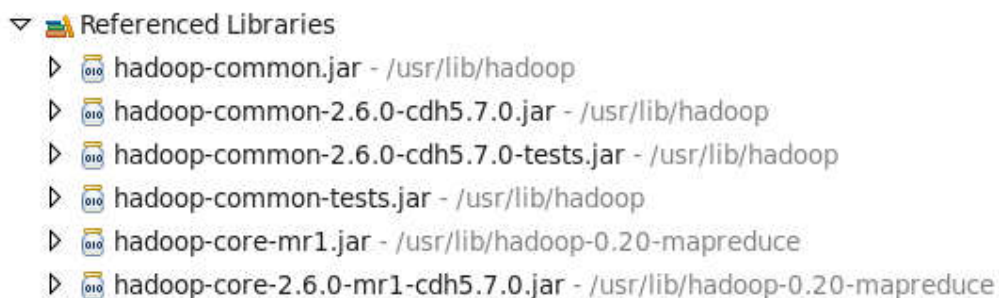 Referenced Libraries
hadoop-common.jar - /usr/lib/hadoop
hadoop-common-2.6.0-cdh5.7.0.jar - /usr/lib/hadoop
hadoop-common-2.6.0-cdh5.7.0-tests.jar - /usr/lib/hadoop
hadoop-common-tests.jar - /usr/lib/hadoop
hadoop-core-mr1.jar - /usr/lib/hadoop-0.20-mapreduce
hadoop-core-2.6.0-mr1-cdh5.7.0.jar - /usr/lib/hadoop-0.20-mapreduce